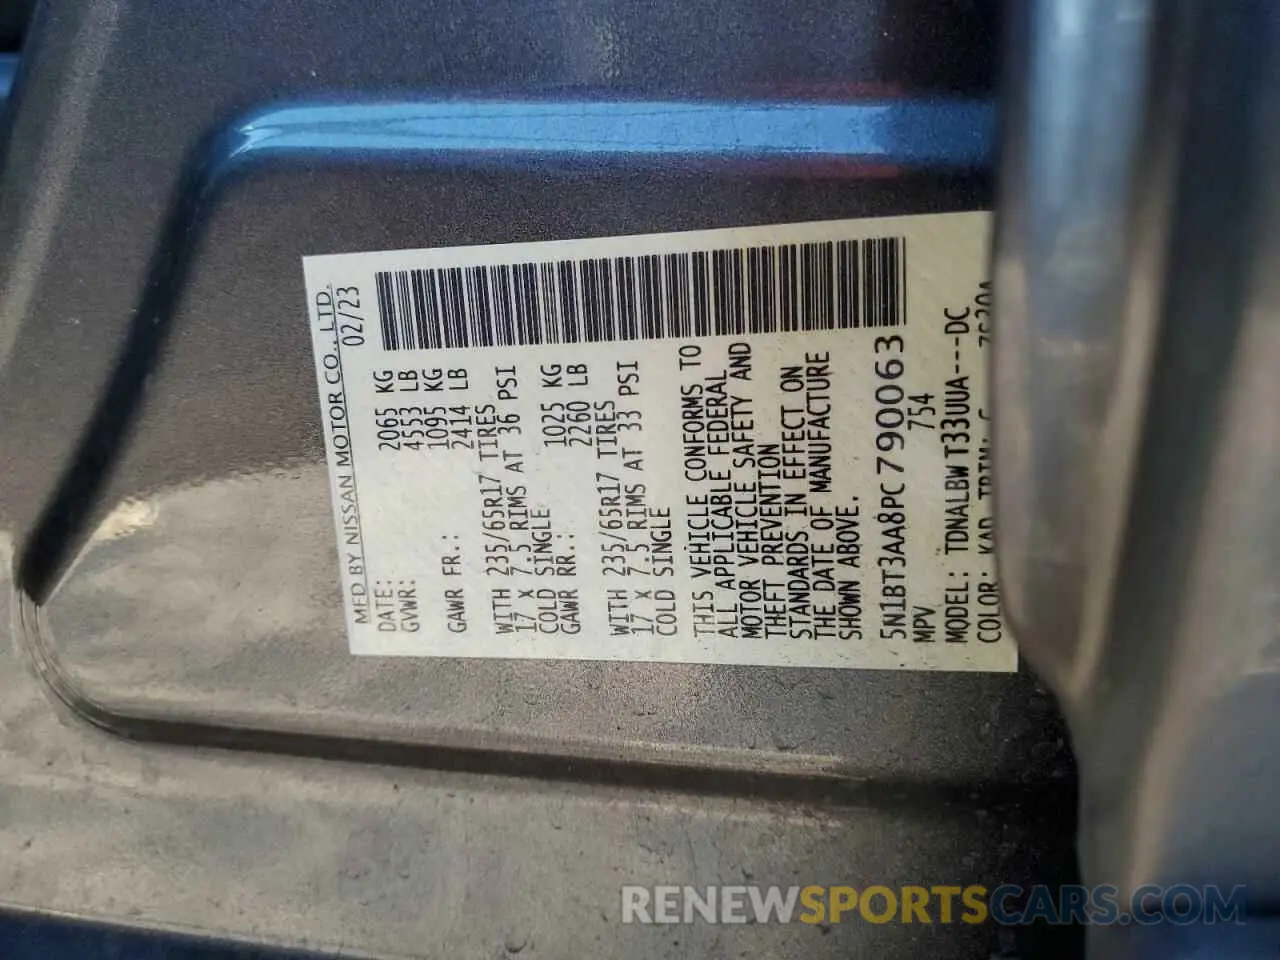 MFD BY NISSAN MOTOR CO., LTD.
DATE: 02/23
GVWR: 2065 KG
4553 LB
GAWR FR.: 1095 KG
2414 LB
WITH 235/65R17 TIRES
17 x 7.5 RIMS AT 36 PSI
COLD SINGLE
GAWR RR.: 1025 KG
2260 LB
WITH 235/65R17 TIRES
17 X 7.5 RIMS AT 33 PSI
COLD SINGLE
THIS VEHICLE CONFORMS TO
ALL APPLICABLE FEDERAL
MOTOR VEHICLE SAFETY AND
THEFT PREVENTION
STANDARDS IN EFFECT ON
THE DATE OF MANUFACTURE
SHOWN ABOVE.
5N1BT3AA8PC790063
MPV 754
MODEL: TDNALBW T33UUA---DC
COLOR: KAD TRIM: G
RENEWSPORTSCARS.COM